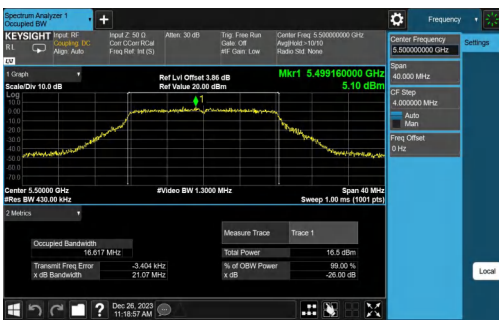 Spectrum Analyzer 1
Occupied BW
+
Frequency
KEYSIGHT
RL
Input: RF
Coupling: DC
Align: Auto
Input Z: 50 Ω
Corr CCorr RCal
Freq Ref: Int (S)
Atten: 30 dB
Trig: Free Run
Gate: Off
#IF Gain: Low
Center Freq: 5.500000000 GHz
Avg|Hold:>10/10
Radio Std: None
LW
Center Frequency
5.500000000 GHz
Settings
Span
40.000 MHz
CF Step
4.000000 MHz
Auto
Man
Freq Offset
0 Hz
Local
1 Graph
Scale/Div 10.0 dB
Ref Lvl Offset 3.86 dB
Ref Value 20.00 dBm
Mkr1 5.499160000 GHz
5.10 dBm
Log
10.0
0.00
-10.0
-20.0
-30.0
-40.0
-50.0
-60.0
-70.0
1
Center 5.50000 GHz
#Res BW 430.00 kHz
#Video BW 1.3000 MHz
Span 40 MHz
Sweep 1.00 ms (1001 pts)
2 Metrics
Measure Trace
Trace 1
Occupied Bandwidth
16.617 MHz
Total Power
16.5 dBm
Transmit Freq Error
-3.404 kHz
% of OBW Power
99.00 %
x dB Bandwidth
21.07 MHz
x dB
-26.00 dB
?
Dec 26, 2023
11:18:57 AM